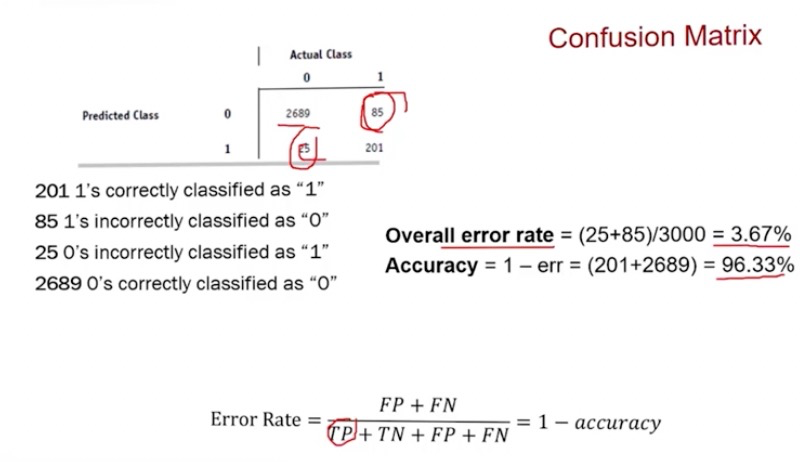 Confusion Matrix
Actual Class
0 1
Predicted Class 0 2689 85
1 25 201
201 1's correctly classified as “1”
85 1's incorrectly classified as “0”
25 0's incorrectly classified as “1”
2689 0's correctly classified as “0”
Overall error rate = (25+85)/3000 = 3.67%
Accuracy = 1 – err = (201+2689) = 96.33%
Error Rate = FP + FN / TP + TN + FP + FN = 1 − accuracy